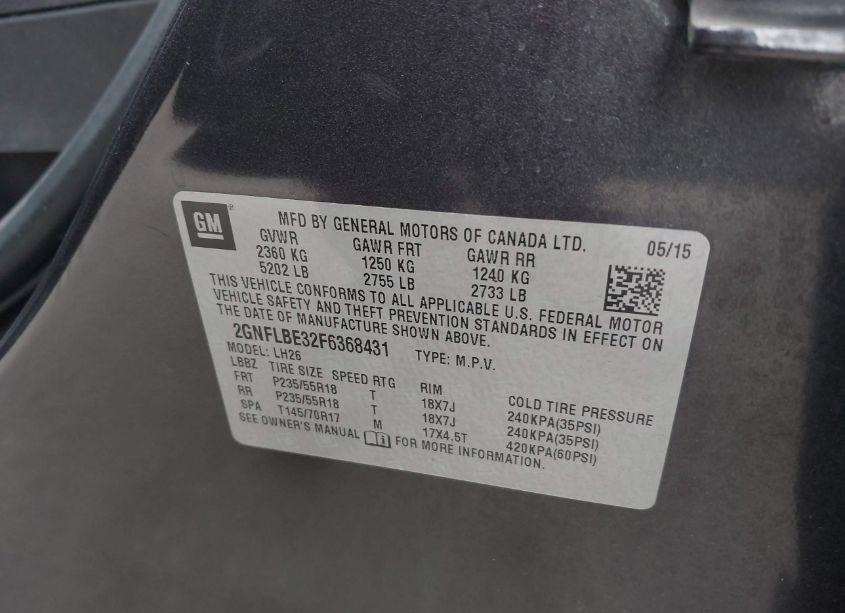 GM®
MFD BY GENERAL MOTORS OF CANADA LTD. 05/15
GVWR GAWR FRT GAWR RR
2360 KG 1250 KG 1240 KG
5202 LB 2755 LB 2733 LB
THIS VEHICLE CONFORMS TO ALL APPLICABLE U.S. FEDERAL MOTOR
VEHICLE SAFETY AND THEFT PREVENTION STANDARDS IN EFFECT ON
THE DATE OF MANUFACTURE SHOWN ABOVE.
2GNFLBE32F6368431 TYPE: M.P.V.
MODEL: LH26
LBBZ TIRE SIZE SPEED RTG RIM COLD TIRE PRESSURE
FRT P235/55R18 T 18X7J 240KPA(35PSI)
RR P235/55R18 T 18X7J 240KPA(35PSI)
SPA T145/70R17 M 17X4.5T 420KPA(60PSI)
SEE OWNER'S MANUAL i FOR MORE INFORMATION.